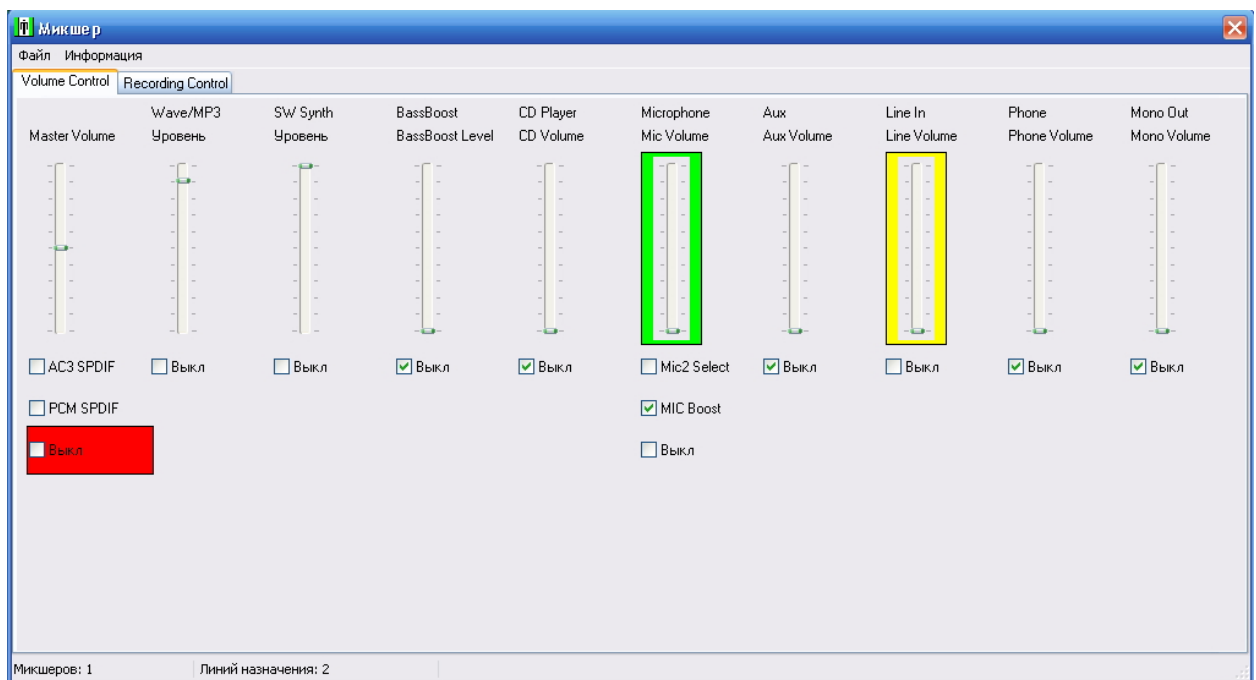 Микшер
Файл Информация
Volume Control Recording Control
Wave/MP3 SW Synth BassBoost CD Player Microphone Aux Line In Phone Mono Out
Master Volume Уровень Уровень BassBoost Level CD Volume Mic Volume Aux Volume Line Volume Phone Volume Mono Volume
AC3 SPDIF Выкл Выкл Выкл Выкл Mic2 Select Выкл Выкл Выкл Выкл
PCM SPDIF MIC Boost
Выкл Выкл
Микшеров: 1 Линий назначения: 2